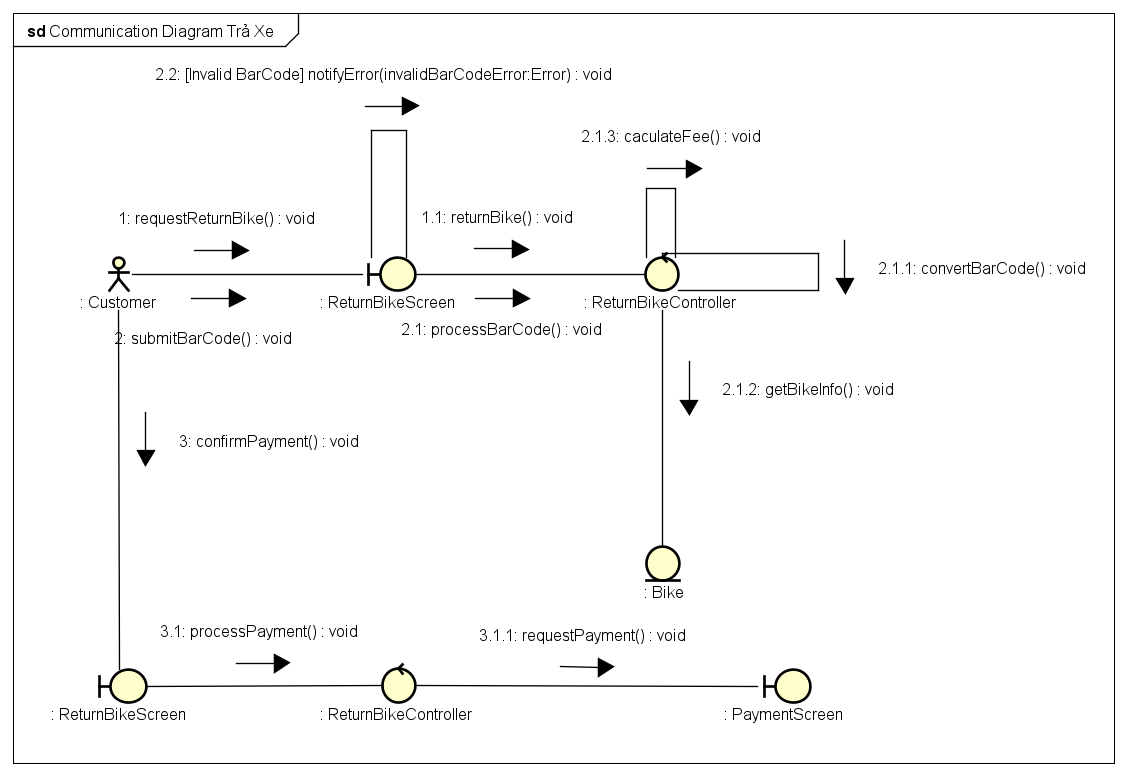 sd Communication Diagram Trả Xe
2.2: [Invalid BarCode] notifyError(invalidBarCodeError:Error) : void
2.1.3: caculateFee() : void
1: requestReturnBike() : void
1.1: returnBike() : void
2.1.1: convertBarCode() : void
: Customer
: ReturnBikeScreen
: ReturnBikeController
2: submitBarCode() : void
2.1: processBarCode() : void
2.1.2: getBikeInfo() : void
3: confirmPayment() : void
: Bike
3.1: processPayment() : void
3.1.1: requestPayment() : void
: ReturnBikeScreen
: ReturnBikeController
: PaymentScreen